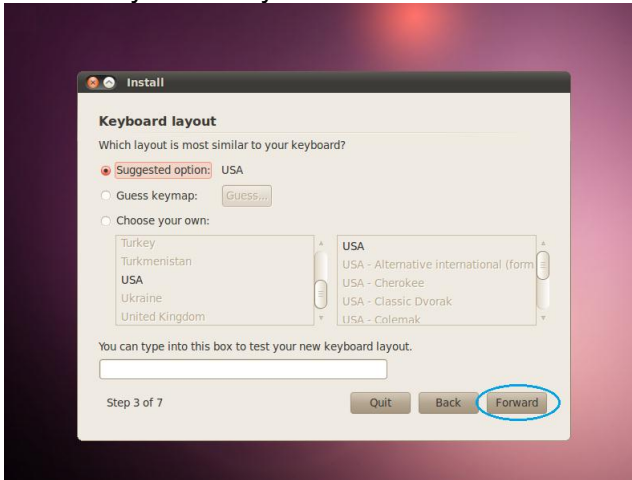 Install
Keyboard layout
Which layout is most similar to your keyboard?
Suggested option: USA
Guess keymap: Guess...
Choose your own:
Turkey
Turkmenistan
USA
Ukraine
United Kingdom
USA
USA - Alternative international (form
USA - Cherokee
USA - Classic Dvorak
USA - Colemak
You can type into this box to test your new keyboard layout.
Step 3 of 7
Quit
Back
Forward